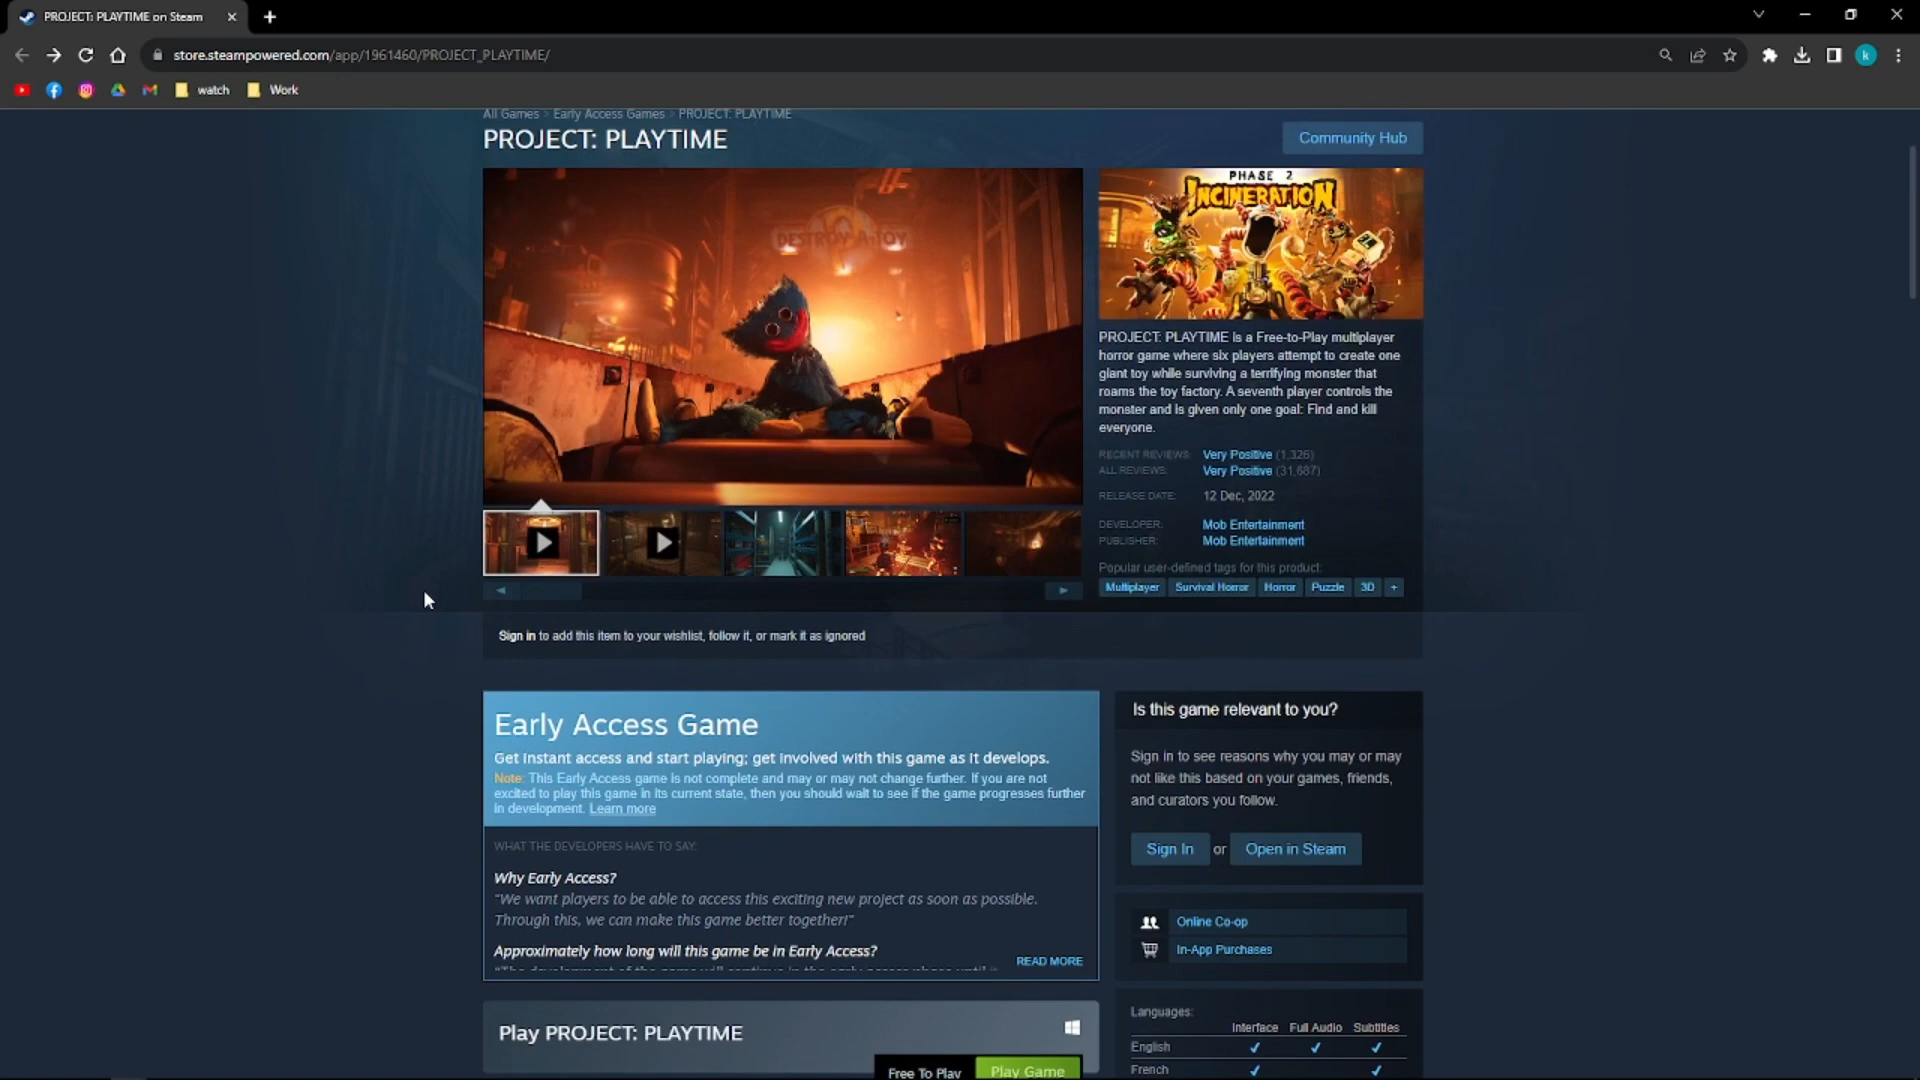 PROJECT: PLAYTIME on Steam
store.steampowered.com/app/1961460/PROJECT_PLAYTIME/
k
watch
Work
All Games > Early Access Games > PROJECT: PLAYTIME
PROJECT: PLAYTIME
Community Hub
DESTROY-A-TOY
PHASE 2
INCINERATION
PROJECT: PLAYTIME is a Free-to-Play multiplayer
horror game where six players attempt to create one
giant toy while surviving a terrifying monster that
roams the toy factory. A seventh player controls the
monster and is given only one goal: Find and kill
everyone.
RECENT REVIEWS: Very Positive (1,326)
ALL REVIEWS: Very Positive (31,687)
RELEASE DATE: 12 Dec, 2022
DEVELOPER: Mob Entertainment
PUBLISHER: Mob Entertainment
Popular user-defined tags for this product:
Multiplayer Survival Horror Horror Puzzle 3D +
Sign in to add this item to your wishlist, follow it, or mark it as ignored
Early Access Game
Get instant access and start playing; get involved with this game as it develops.
Note: This Early Access game is not complete and may or may not change further. If you are not
excited to play this game in its current state, then you should wait to see if the game progresses further
in development. Learn more
WHAT THE DEVELOPERS HAVE TO SAY:
Why Early Access?
"We want players to be able to access this exciting new project as soon as possible.
Through this, we can make this game better together!"
Approximately how long will this game be in Early Access?
READ MORE
Is this game relevant to you?
Sign in to see reasons why you may or may
not like this based on your games, friends,
and curators you follow.
Sign In or Open in Steam
Online Co-op
In-App Purchases
Languages:
Interface Full Audio Subtitles
English ✔ ✔ ✔
French ✔ ✔
Play PROJECT: PLAYTIME
Free To Play Play Game